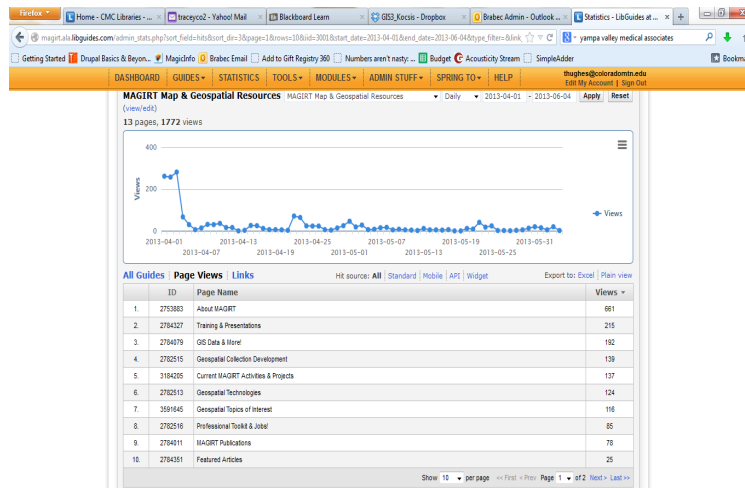 Firefox
Home - CMC Libraries - ... × traceyco2 - Yahoo! Mail × Blackboard Learn × GIS3_Kocsis - Dropbox × Brabec Admin - Outlook ... × Statistics - LibGuides at ... × +
magirt.ala.libguides.com/admin_stats.php?sort_field=hits&sort_dir=3&page=1&rows=10&iid=3001&start_date=2013-04-01&end_date=2013-06-04&type_filter=&link yampa valley medical associates
Getting Started Drupal Basics & Beyon... MagicInfo Brabec Email Add to Gift Registry 360 Numbers aren't nasty: ... Budget Acousticity Stream SimpleAdder Bookma
DASHBOARD GUIDES STATISTICS TOOLS MODULES ADMIN STUFF SPRING TO HELP thughes@coloradomtn.edu
Edit My Account | Sign Out
MAGIRT Map & Geospatial Resources MAGIRT Map & Geospatial Resources Daily 2013-04-01 - 2013-06-04 Apply Reset
(view/edit)
13 pages, 1772 views
400
200
0
Views
Views
2013-04-01 2013-04-13 2013-04-25 2013-05-07 2013-05-19 2013-05-31
2013-04-07 2013-04-19 2013-05-01 2013-05-13 2013-05-25
All Guides | Page Views | Links Hit source: All | Standard | Mobile | API | Widget Export to: Excel | Plain view
ID Page Name Views
1. 2753883 About MAGIRT 661
2. 2784327 Training & Presentations 215
3. 2784079 GIS Data & More! 192
4. 2782515 Geospatial Collection Development 139
5. 3184205 Current MAGIRT Activities & Projects 137
6. 2782513 Geospatial Technologies 124
7. 3591645 Geospatial Topics of Interest 116
8. 2782516 Professional Toolkit & Jobs! 85
9. 2784011 MAGIRT Publications 78
10. 2784351 Featured Articles 25
Show 10 per page << First < Prev Page 1 of 2 Next > Last >>